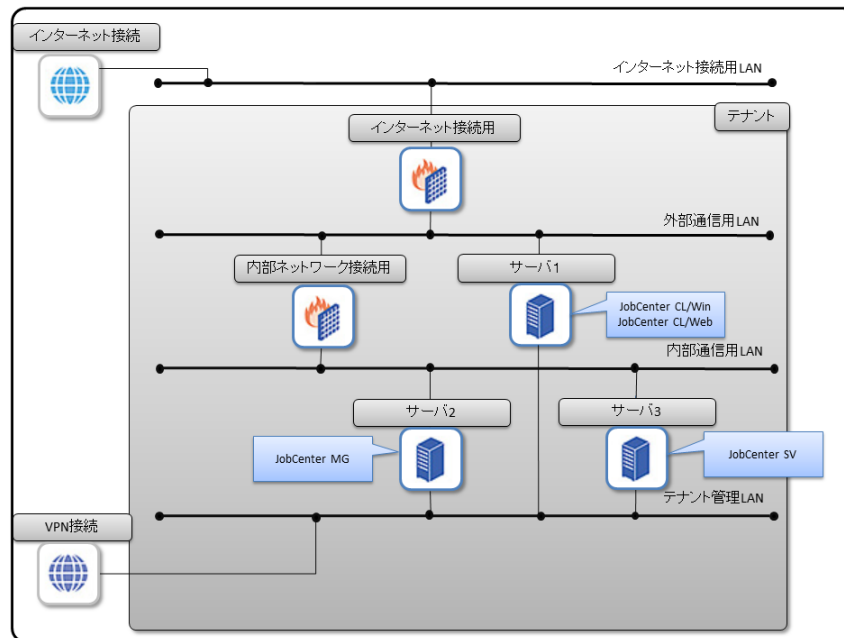 インターネット接続
インターネット接続用LAN
テナント
インターネット接続用
外部通信用LAN
内部ネットワーク接続用
サーバ1
JobCenter CL/Win
JobCenter CL/Web
内部通信用LAN
サーバ2
サーバ3
JobCenter MG
JobCenter SV
テナント管理LAN
VPN接続